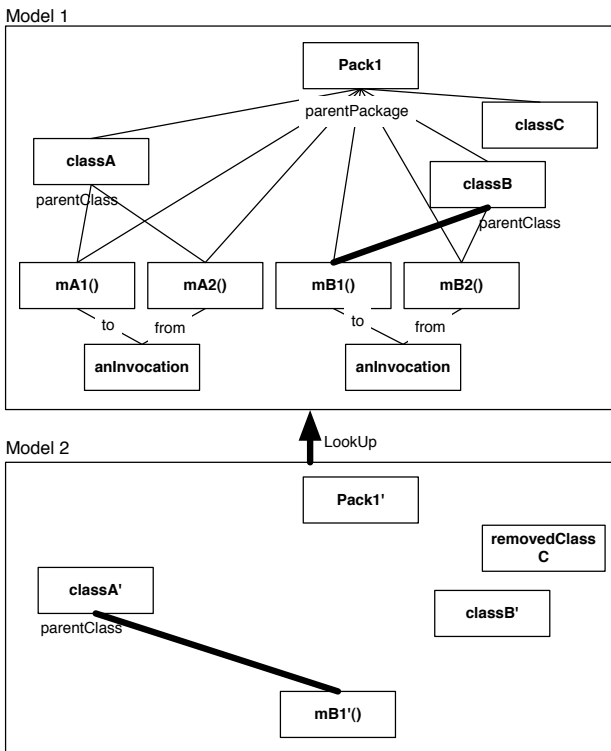 Model 1
Pack1
parentPackage
classC
classA
classB
parentClass
parentClass
mA1()
mA2()
mB1()
mB2()
to
from
to
from
anInvocation
anInvocation
LookUp
Model 2
Pack1'
removedClass
C
classA'
classB'
parentClass
mB1'()